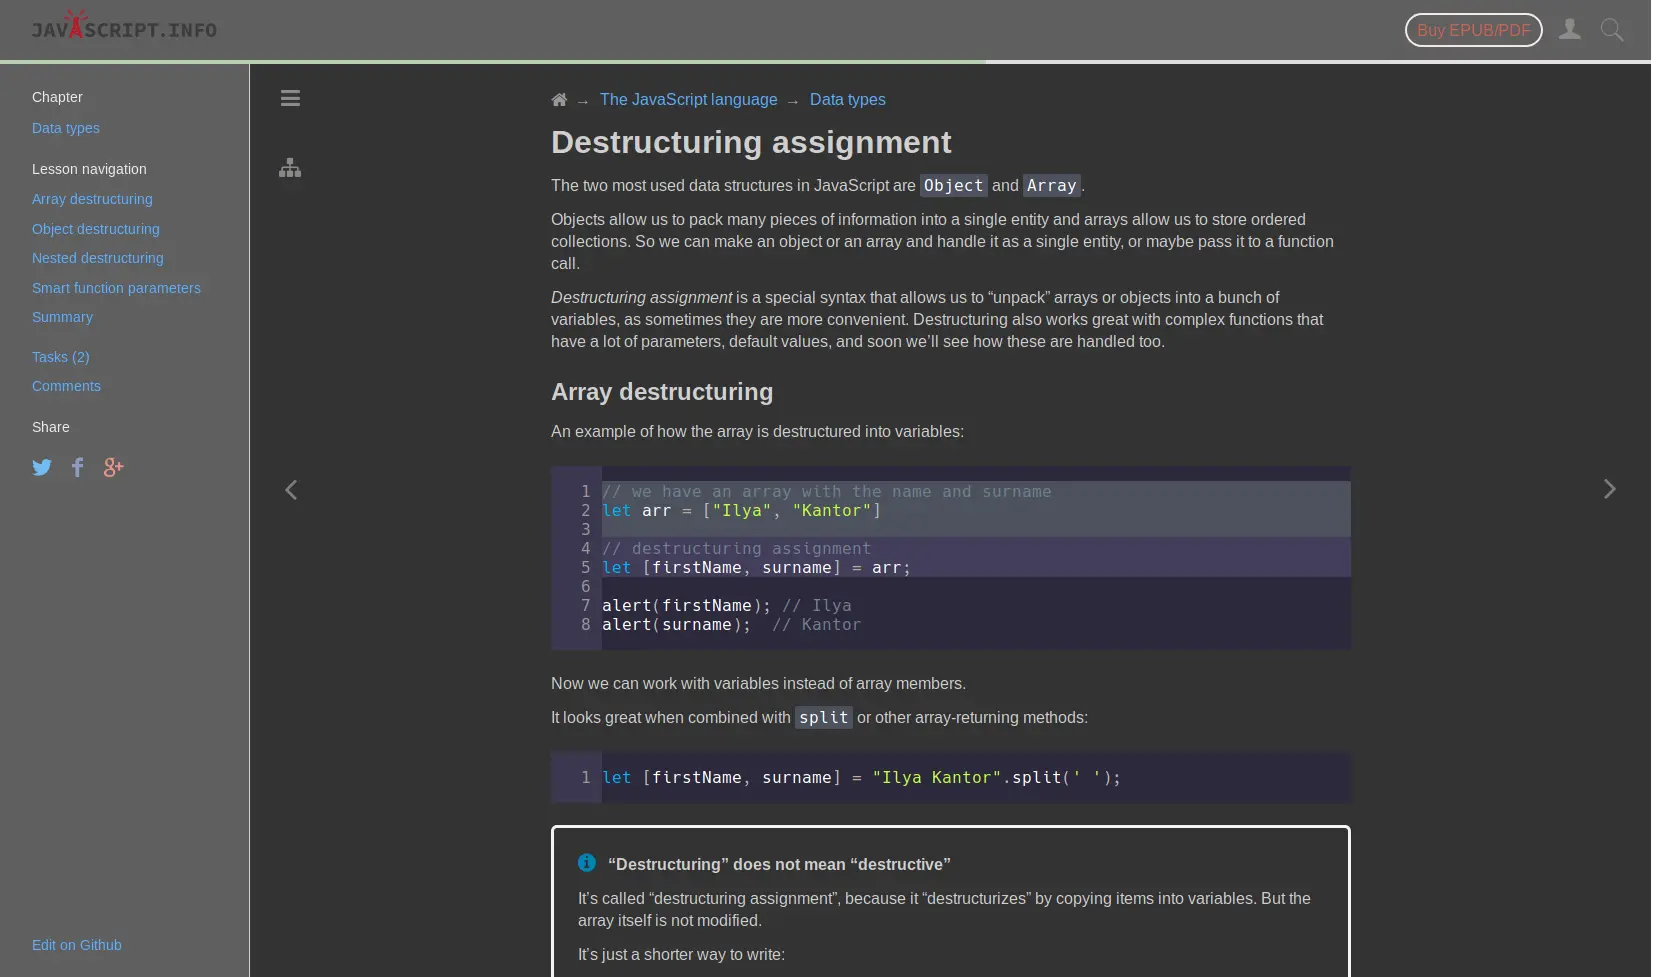 JAVASCRIPT.INFO
Buy EPUB/PDF
Chapter
Data types
Lesson navigation
Array destructuring
Object destructuring
Nested destructuring
Smart function parameters
Summary
Tasks (2)
Comments
Share
Edit on Github
→ The JavaScript language → Data types
Destructuring assignment
The two most used data structures in JavaScript are Object and Array.
Objects allow us to pack many pieces of information into a single entity and arrays allow us to store ordered
collections. So we can make an object or an array and handle it as a single entity, or maybe pass it to a function
call.
Destructuring assignment is a special syntax that allows us to “unpack” arrays or objects into a bunch of
variables, as sometimes they are more convenient. Destructuring also works great with complex functions that
have a lot of parameters, default values, and soon we’ll see how these are handled too.
Array destructuring
An example of how the array is destructured into variables:
1 // we have an array with the name and surname
2 let arr = ["Ilya", "Kantor"]
3
4 // destructuring assignment
5 let [firstName, surname] = arr;
6
7 alert(firstName); // Ilya
8 alert(surname);  // Kantor
Now we can work with variables instead of array members.
It looks great when combined with split or other array-returning methods:
1 let [firstName, surname] = "Ilya Kantor".split(' ');
“Destructuring” does not mean “destructive”
It’s called “destructuring assignment”, because it “destructurizes” by copying items into variables. But the
array itself is not modified.
It’s just a shorter way to write: